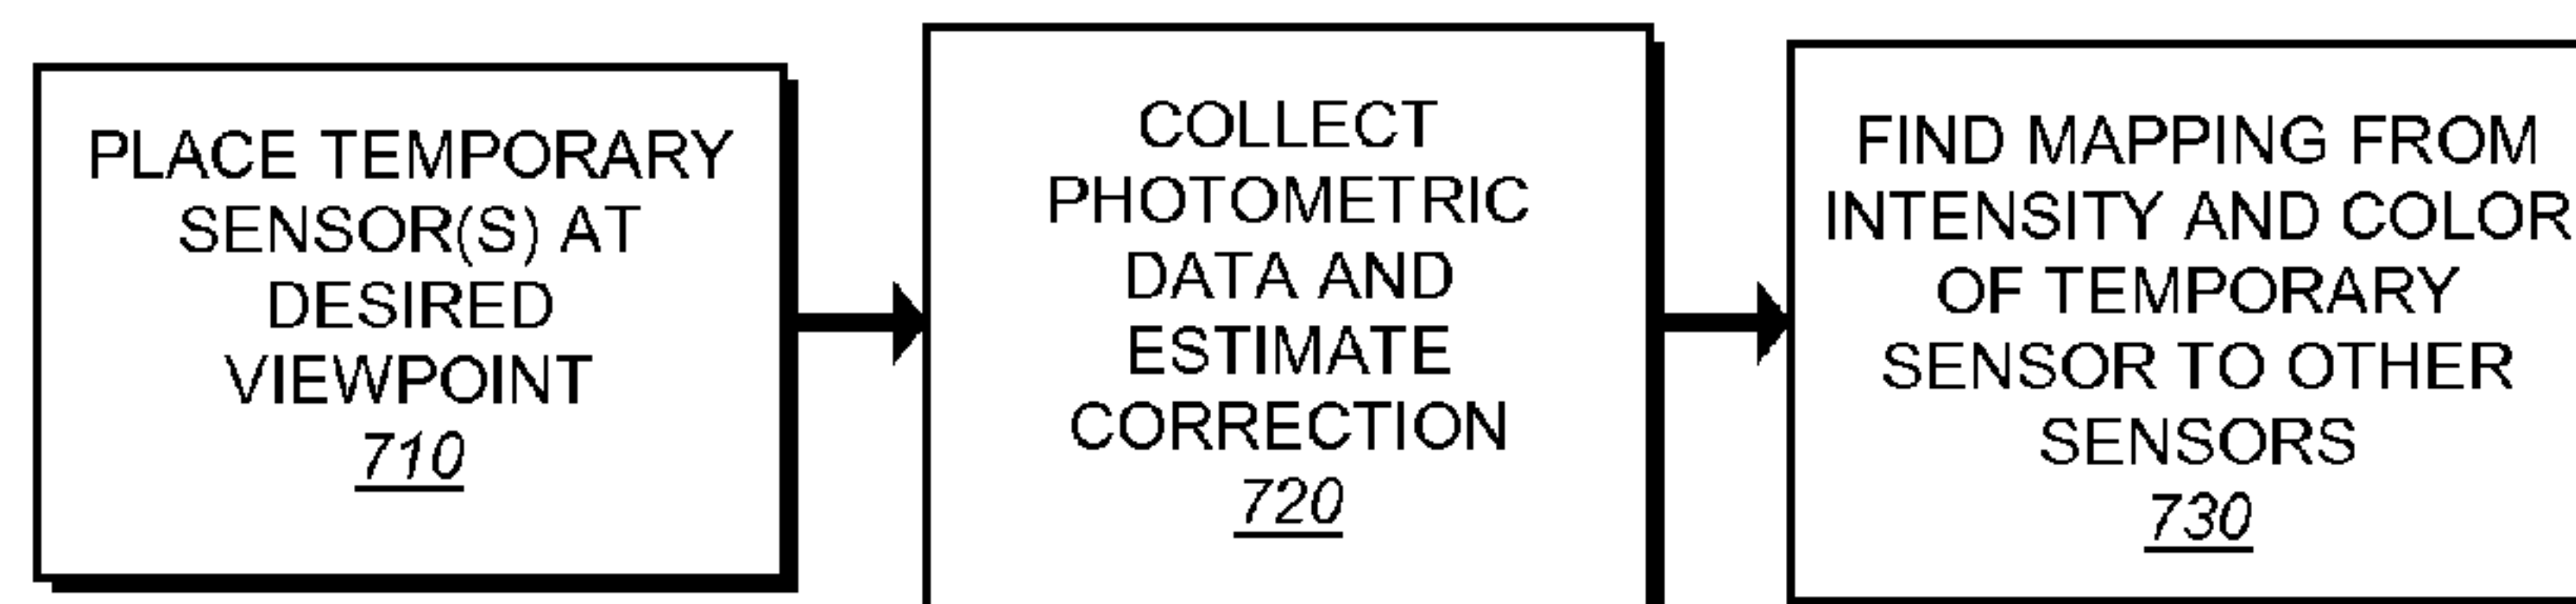 PLACE TEMPORARY
SENSOR(S) AT
DESIRED
VIEWPOINT
710
COLLECT
PHOTOMETRIC
DATA AND
ESTIMATE
CORRECTION
720
FIND MAPPING FROM
INTENSITY AND COLOR
OF TEMPORARY
SENSOR TO OTHER
SENSORS
730